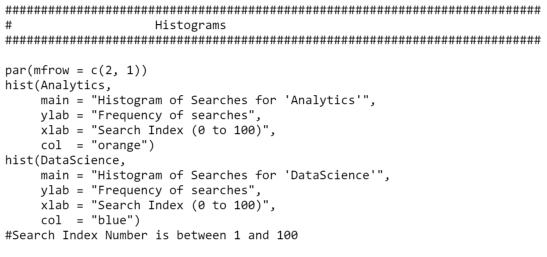 ################################################################################
#                     Histograms
################################################################################
par(mfrow = c(2, 1))
hist(Analytics,
     main = "Histogram of Searches for 'Analytics'",
     ylab = "Frequency of searches",
     xlab = "Search Index (0 to 100)",
     col  = "orange")
hist(DataScience,
     main = "Histogram of Searches for 'DataScience'",
     ylab = "Frequency of searches",
     xlab = "Search Index (0 to 100)",
     col  = "blue")
#Search Index Number is between 1 and 100